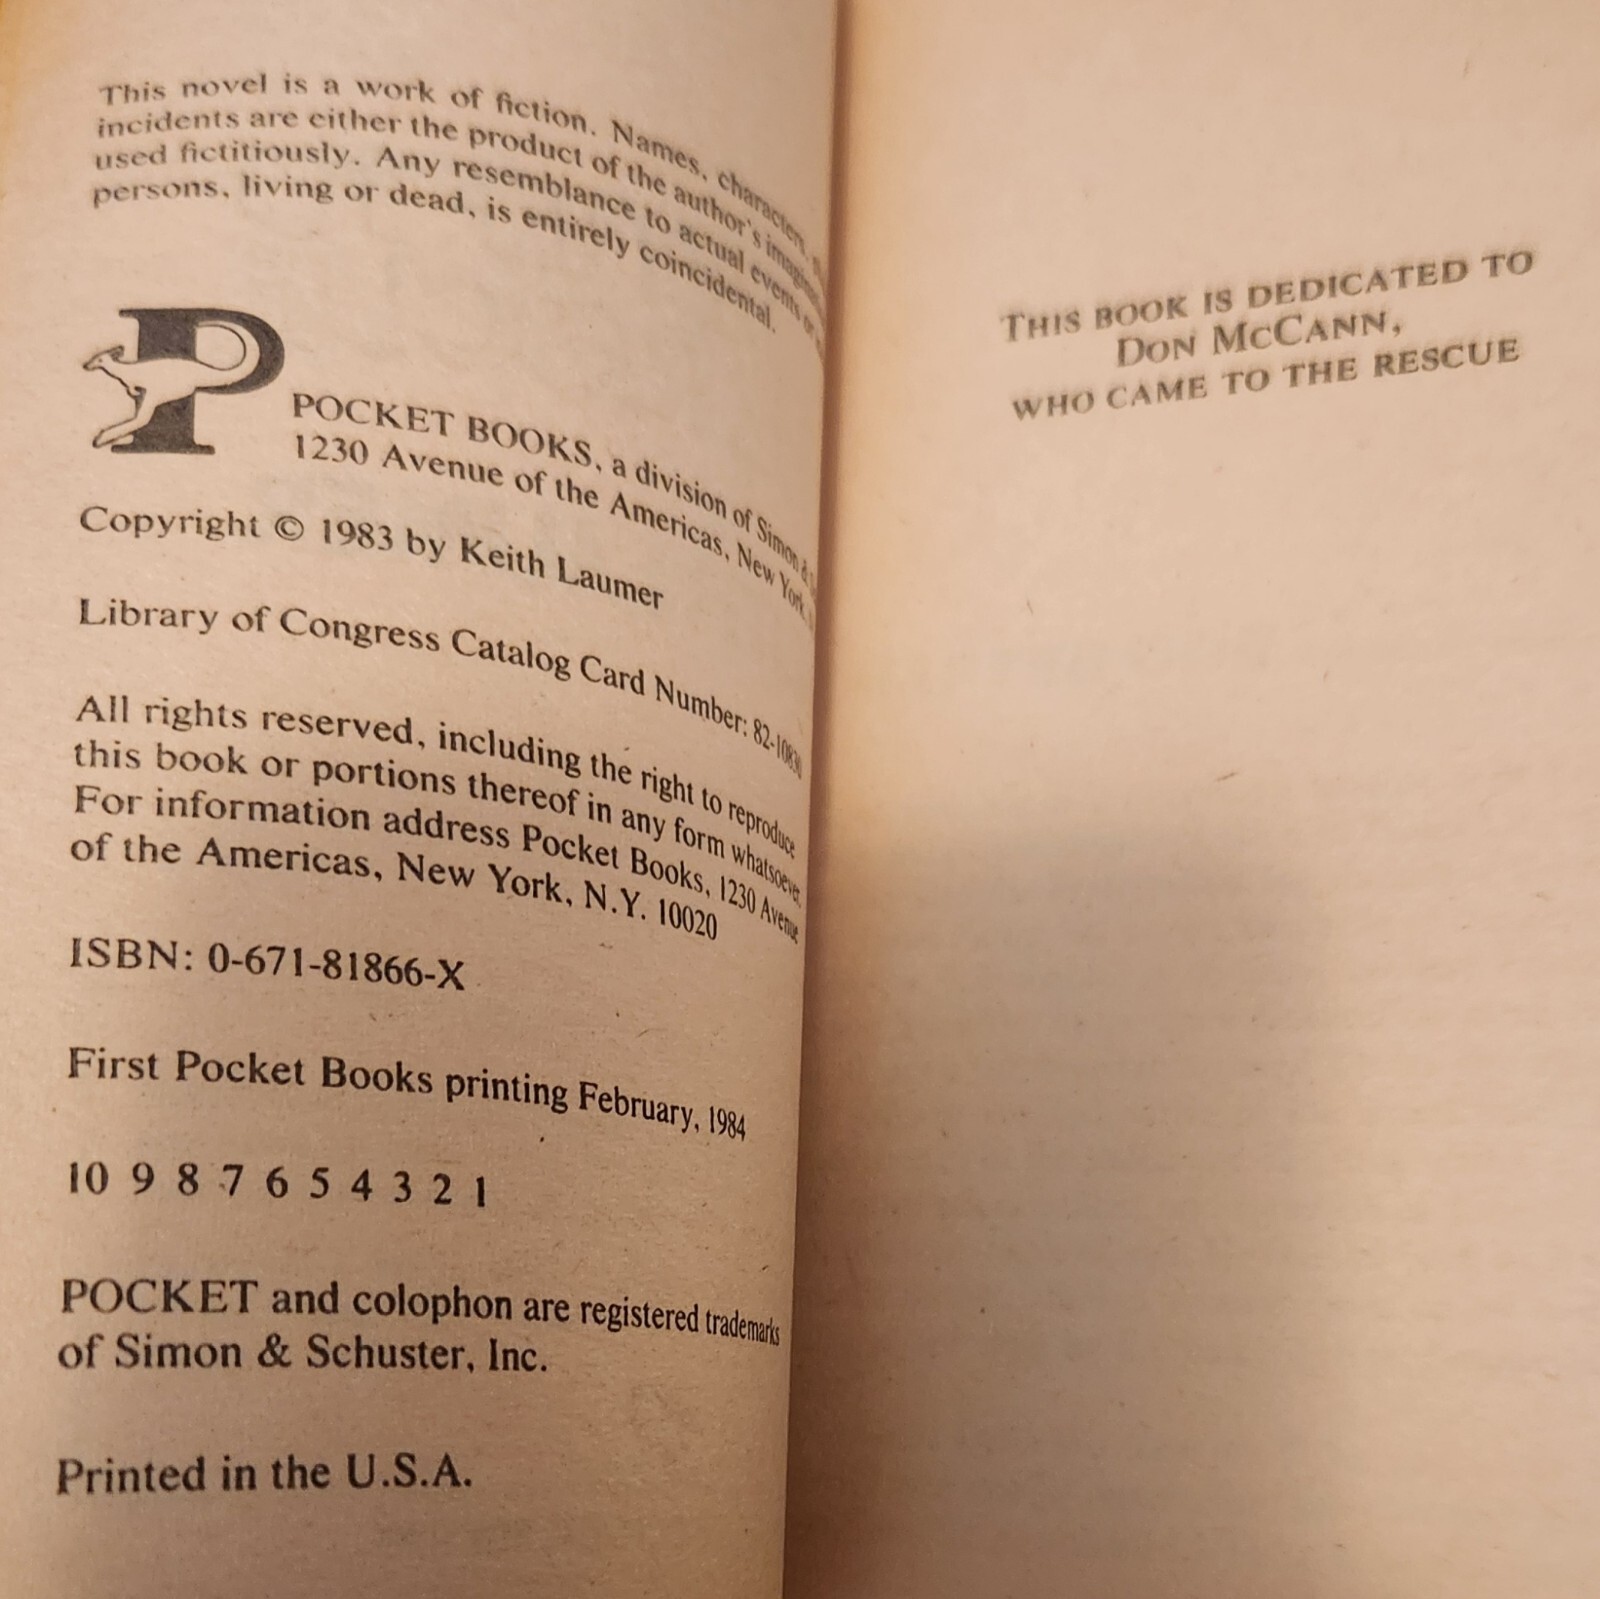 This novel is a work of fiction. Names, characters,
incidents are either the product of the author's
used fictitiously. Any resemblance to actual events or
persons, living or dead, is entirely coincidental.
P
POCKET BOOKS, a division of Simon &
1230 Avenue of the Americas, New York,
Copyright © 1983 by Keith Laumer
Library of Congress Catalog Card Number: 82-10830
All rights reserved, including the right to reproduce
this book or portions thereof in any form whatsoever.
For information address Pocket Books, 1230 Avenue
of the Americas, New York, N.Y. 10020
ISBN: 0-671-81866-X
First Pocket Books printing February, 1984
10 9 8 7 6 5 4 3 2 1
POCKET and colophon are registered trademarks
of Simon & Schuster, Inc.
Printed in the U.S.A.
THIS BOOK IS DEDICATED TO
DON MCCANN,
WHO CAME TO THE RESCUE